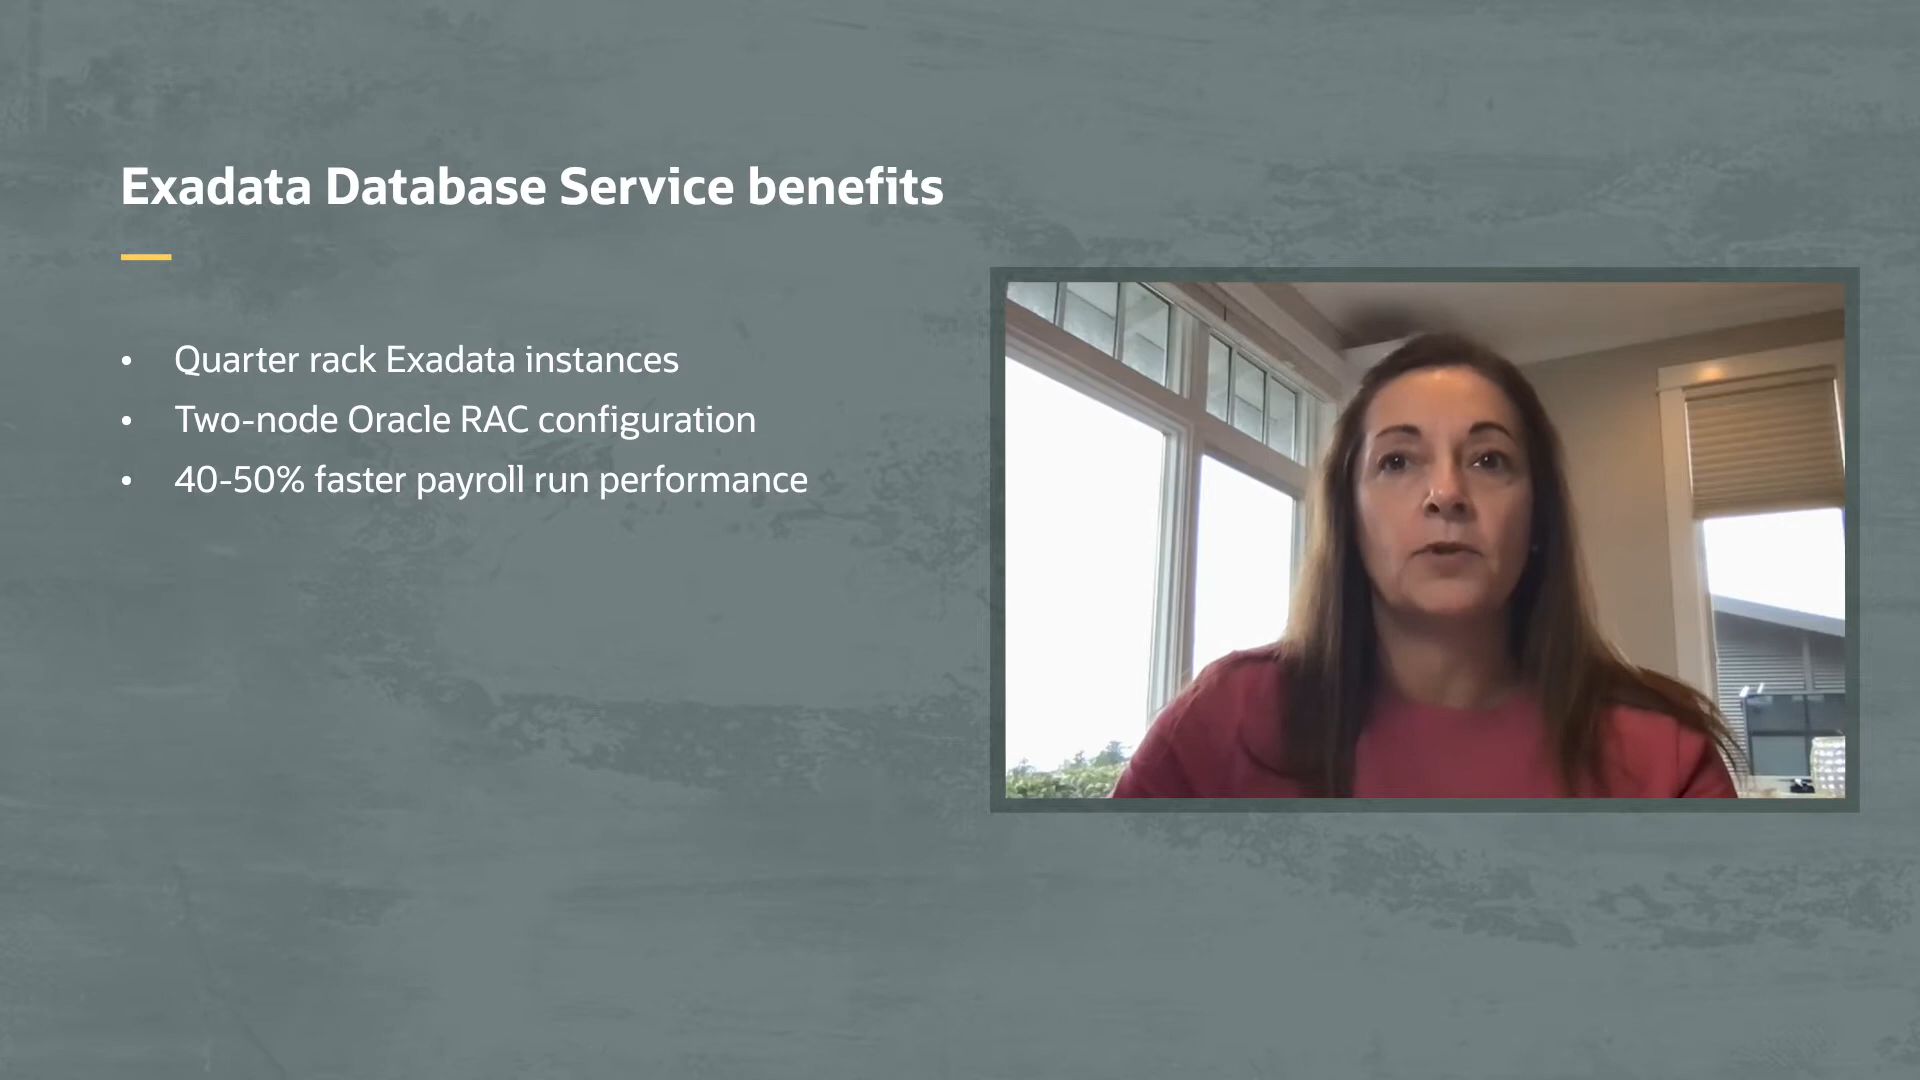 Exadata Database Service benefits
• Quarter rack Exadata instances
• Two-node Oracle RAC configuration
• 40-50% faster payroll run performance